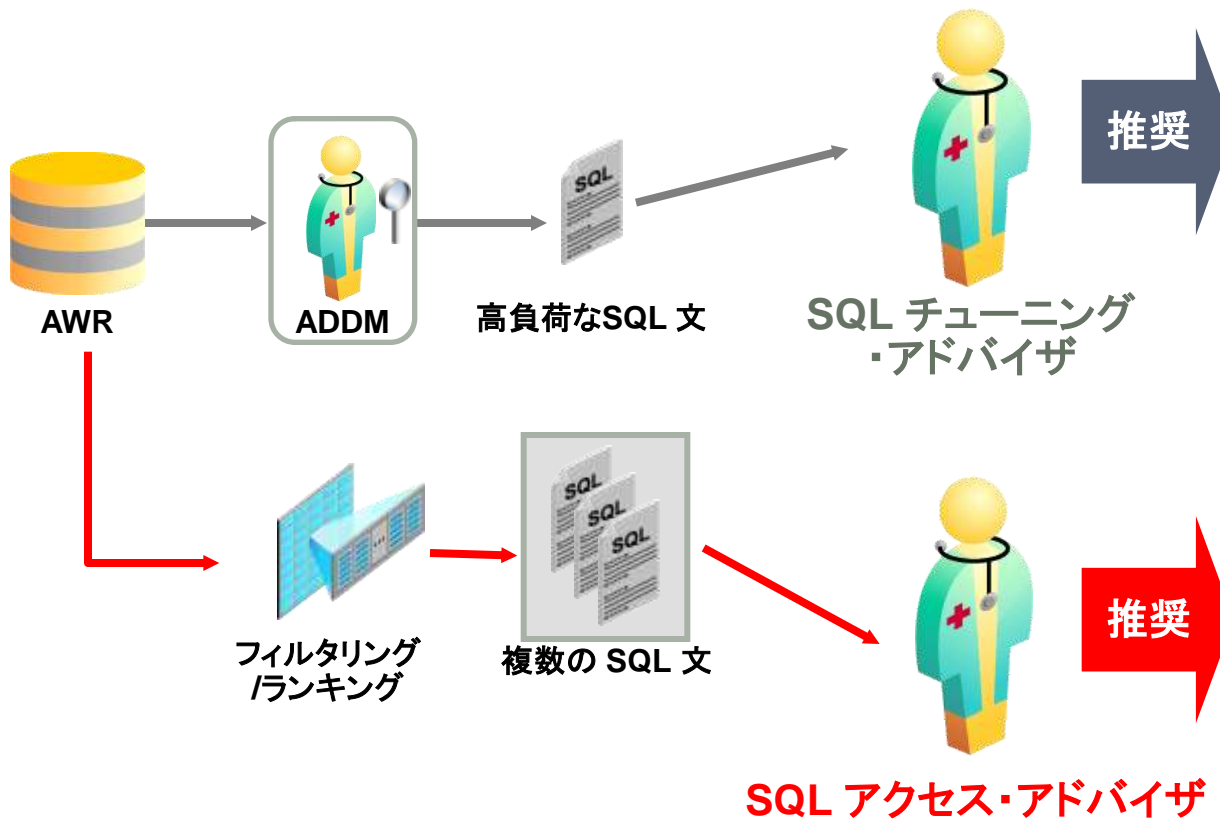 推奨
SQL
AWR
ADDM
高負荷なSQL 文
SQL チューニング
・アドバイザ
SQL
SQL
SQL
フィルタリング
/ランキング
複数の SQL 文
推奨
SQL アクセス・アドバイザ